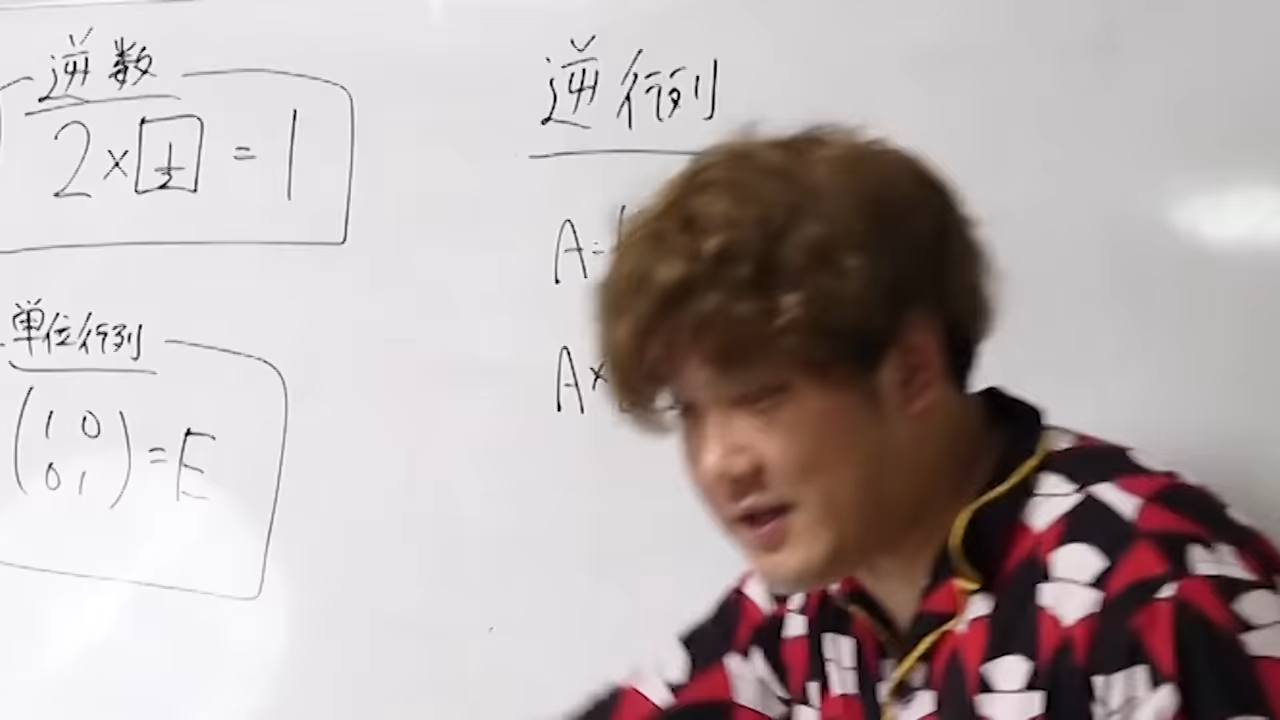 逆数
2×1/2=1
単位行列
(1 0
0 1)=E
逆行列
A=
A×